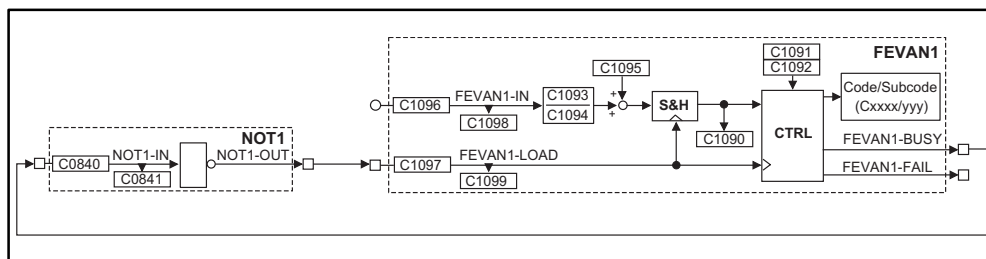 FEVAN1
C1091
C1092
C1095
Code/Subcode
(Cxxxx/yyy)
C1096
FEVAN1-IN
C1093
C1094
+
+
S&H
C1098
C1090
CTRL
NOT1
FEVAN1-BUSY
C0840
NOT1-IN
NOT1-OUT
C1097
FEVAN1-LOAD
FEVAN1-FAIL
C0841
C1099